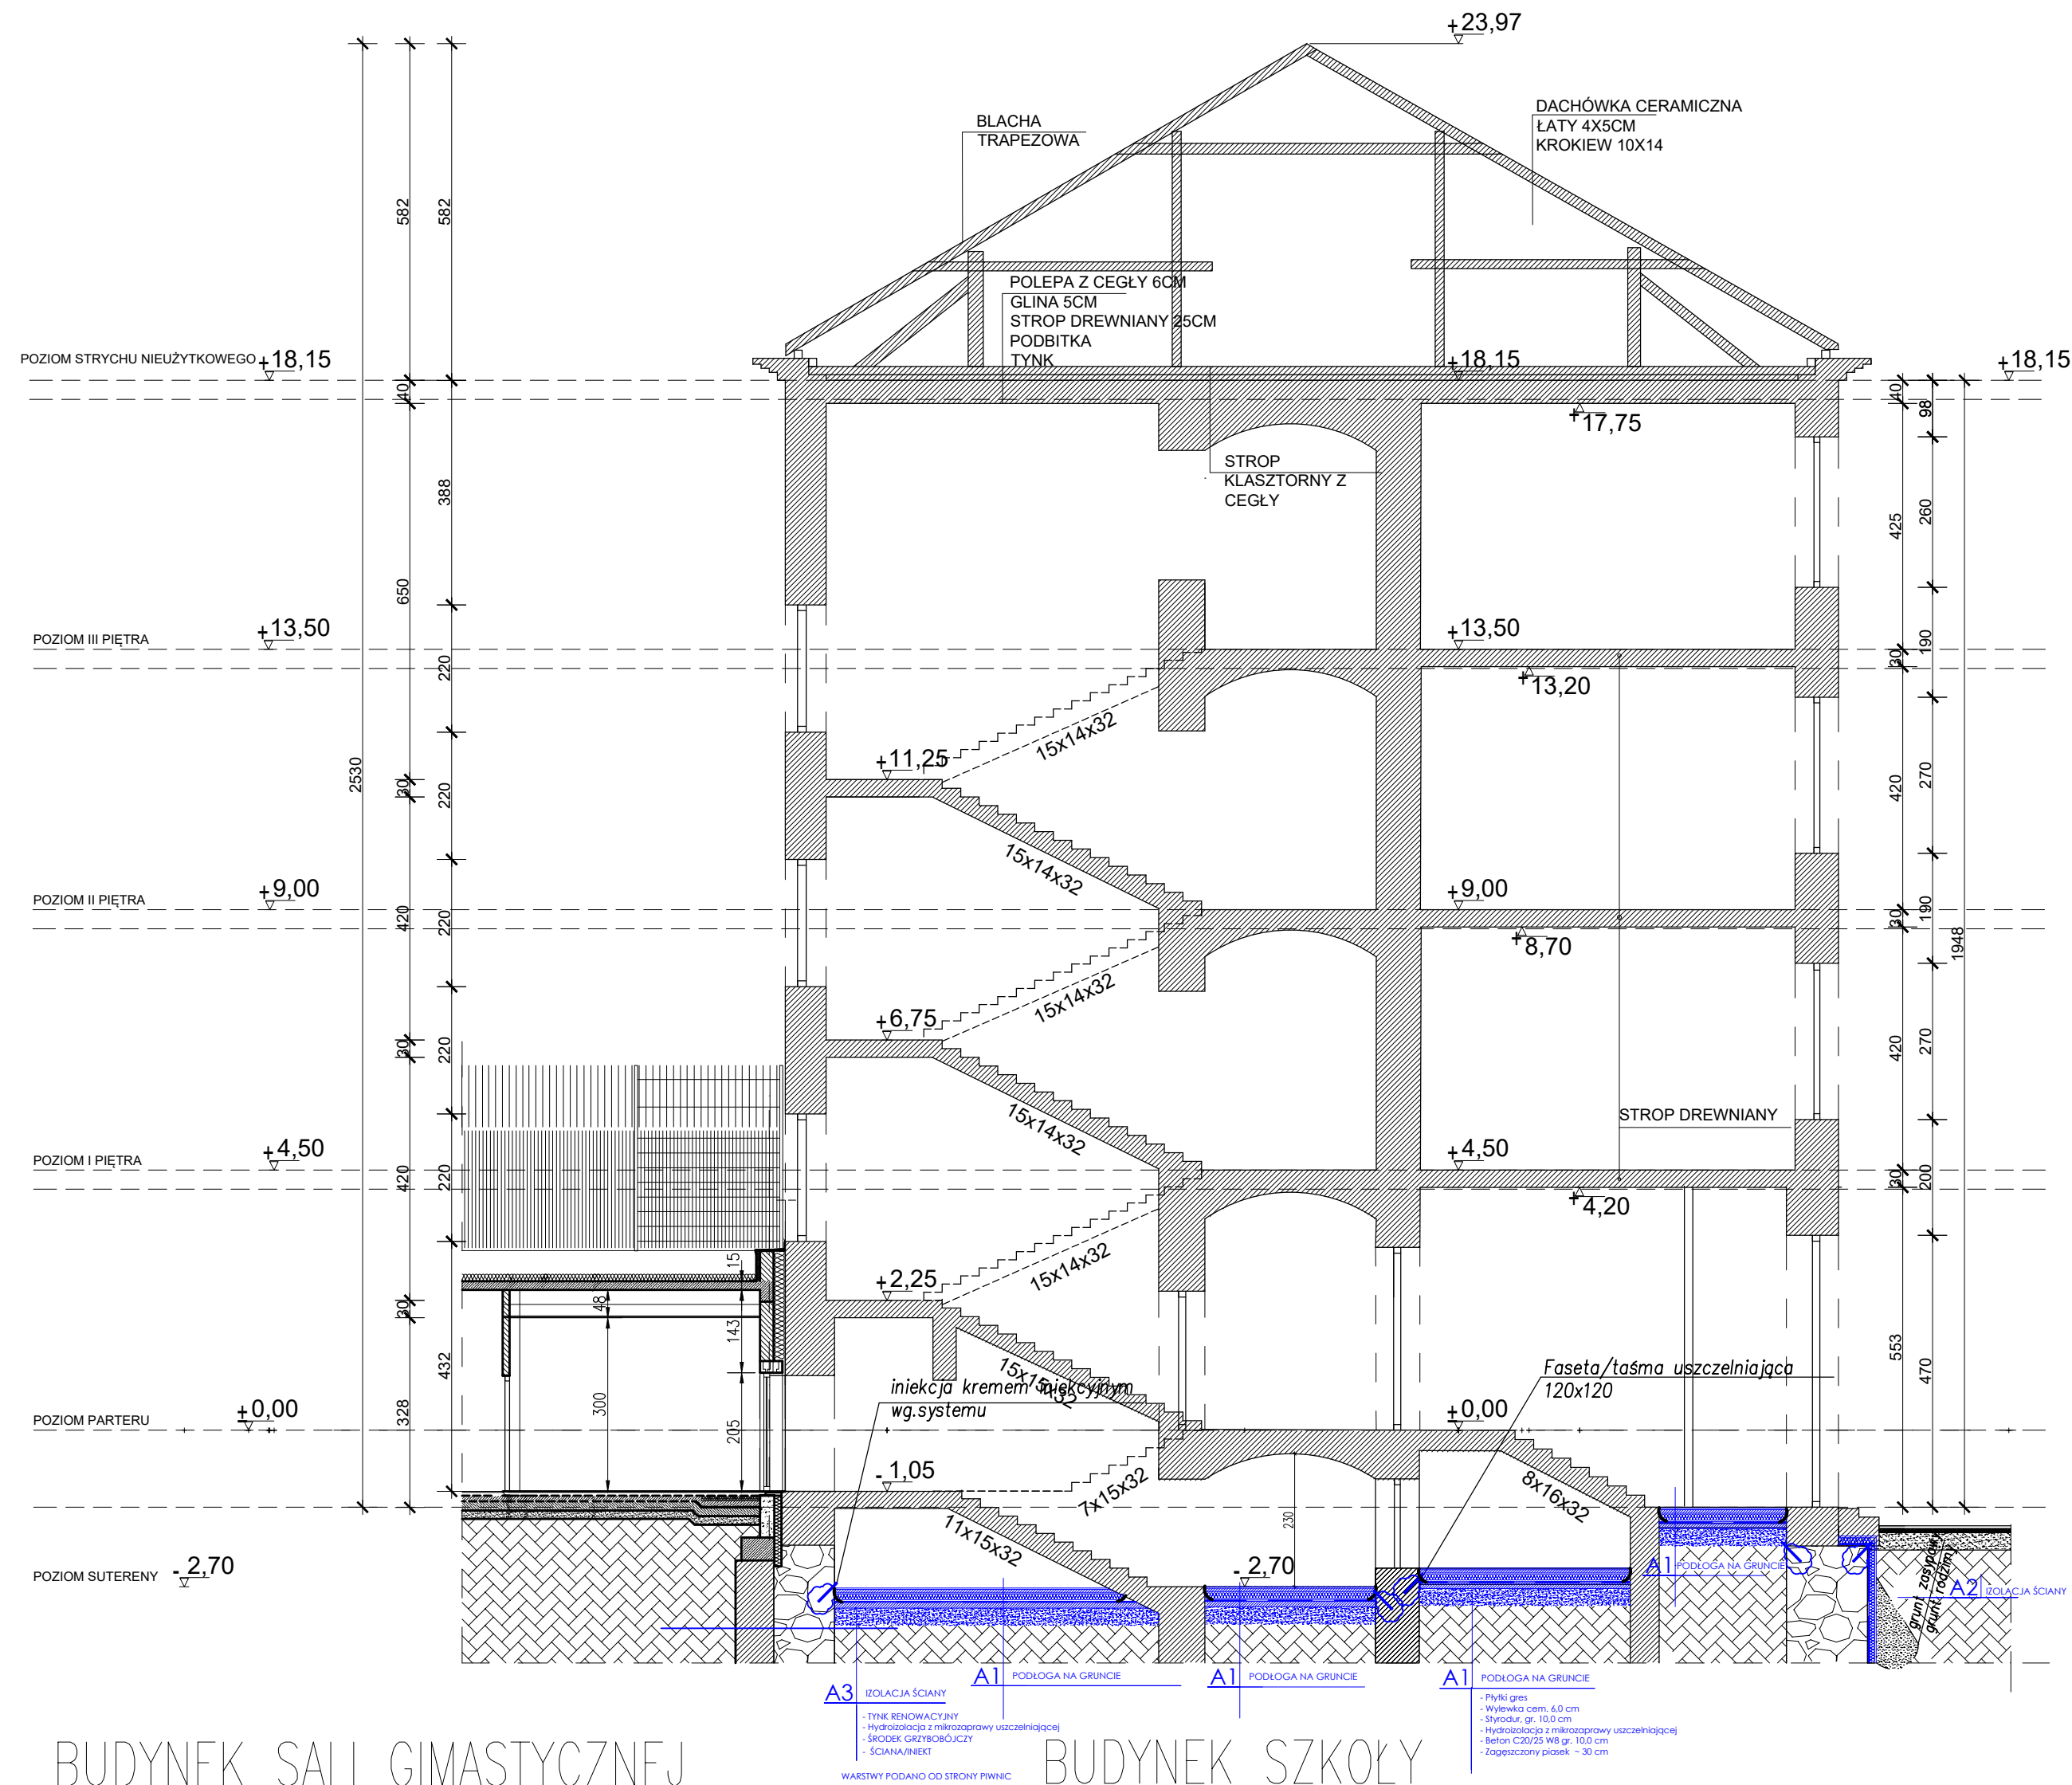 +23,97
BLACHA
TRAPEZOWA
DACHÓWKA CERAMICZNA
ŁATY 4X5CM
KROKIEW 10X14
582
582
POLEPA Z CEGŁY 6CM
GLINA 5CM
STROP DREWNIANY 25CM
PODBITKA
TYNK
POZIOM STRYCHU NIEUŻYTKOWEGO
+18,15
+18,15
+18,15
40
40
98
+17,75
STROP
KLASZTORNY Z
CEGŁY
388
425
260
650
POZIOM III PIĘTRA
+13,50
+13,50
190
220
30
+13,20
15x14x32
+11,25
2530
30
220
420
270
15x14x32
POZIOM II PIĘTRA
+9,00
+9,00
190
420
220
30
+8,70
1948
15x14x32
+6,75
30
220
420
270
15x14x32
STROP DREWNIANY
POZIOM I PIĘTRA
+4,50
+4,50
420
220
30
200
+4,20
15x14x32
15
+2,25
30
48
143
432
553
470
15x15x32
iniekcja kremem iniekcyjnym
wg.systemu
Faseta/taśma uszczelniająca
120x120
300
205
328
POZIOM PARTERU
+0,00
+0,00
-1,05
7x15x32
8x16x32
11x15x32
230
POZIOM SUTERENY
-2,70
-2,70
A1 PODŁOGA NA GRUNCIE
grunt zasypowy
grunt rodzimy
A2 IZOLACJA ŚCIANY
A3 IZOLACJA ŚCIANY
- TYNK RENOWACYJNY
- Hydroizolacja z mikrozaprawy uszczelniającej
- ŚRODEK GRZYBOBÓJCZY
- ŚCIANA/INIEKT
WARSTWY PODANO OD STRONY PIWNIC
A1 PODŁOGA NA GRUNCIE
A1 PODŁOGA NA GRUNCIE
A1 PODŁOGA NA GRUNCIE
- Płytki gres
- Wylewka cem. 6,0 cm
- Styrodur, gr. 10,0 cm
- Hydroizolacja z mikrozaprawy uszczelniającej
- Beton C20/25 W8 gr. 10,0 cm
- Zagęszczony piasek ~ 30 cm
BUDYNEK SALI GIMASTYCZNEJ
BUDYNEK SZKOŁY